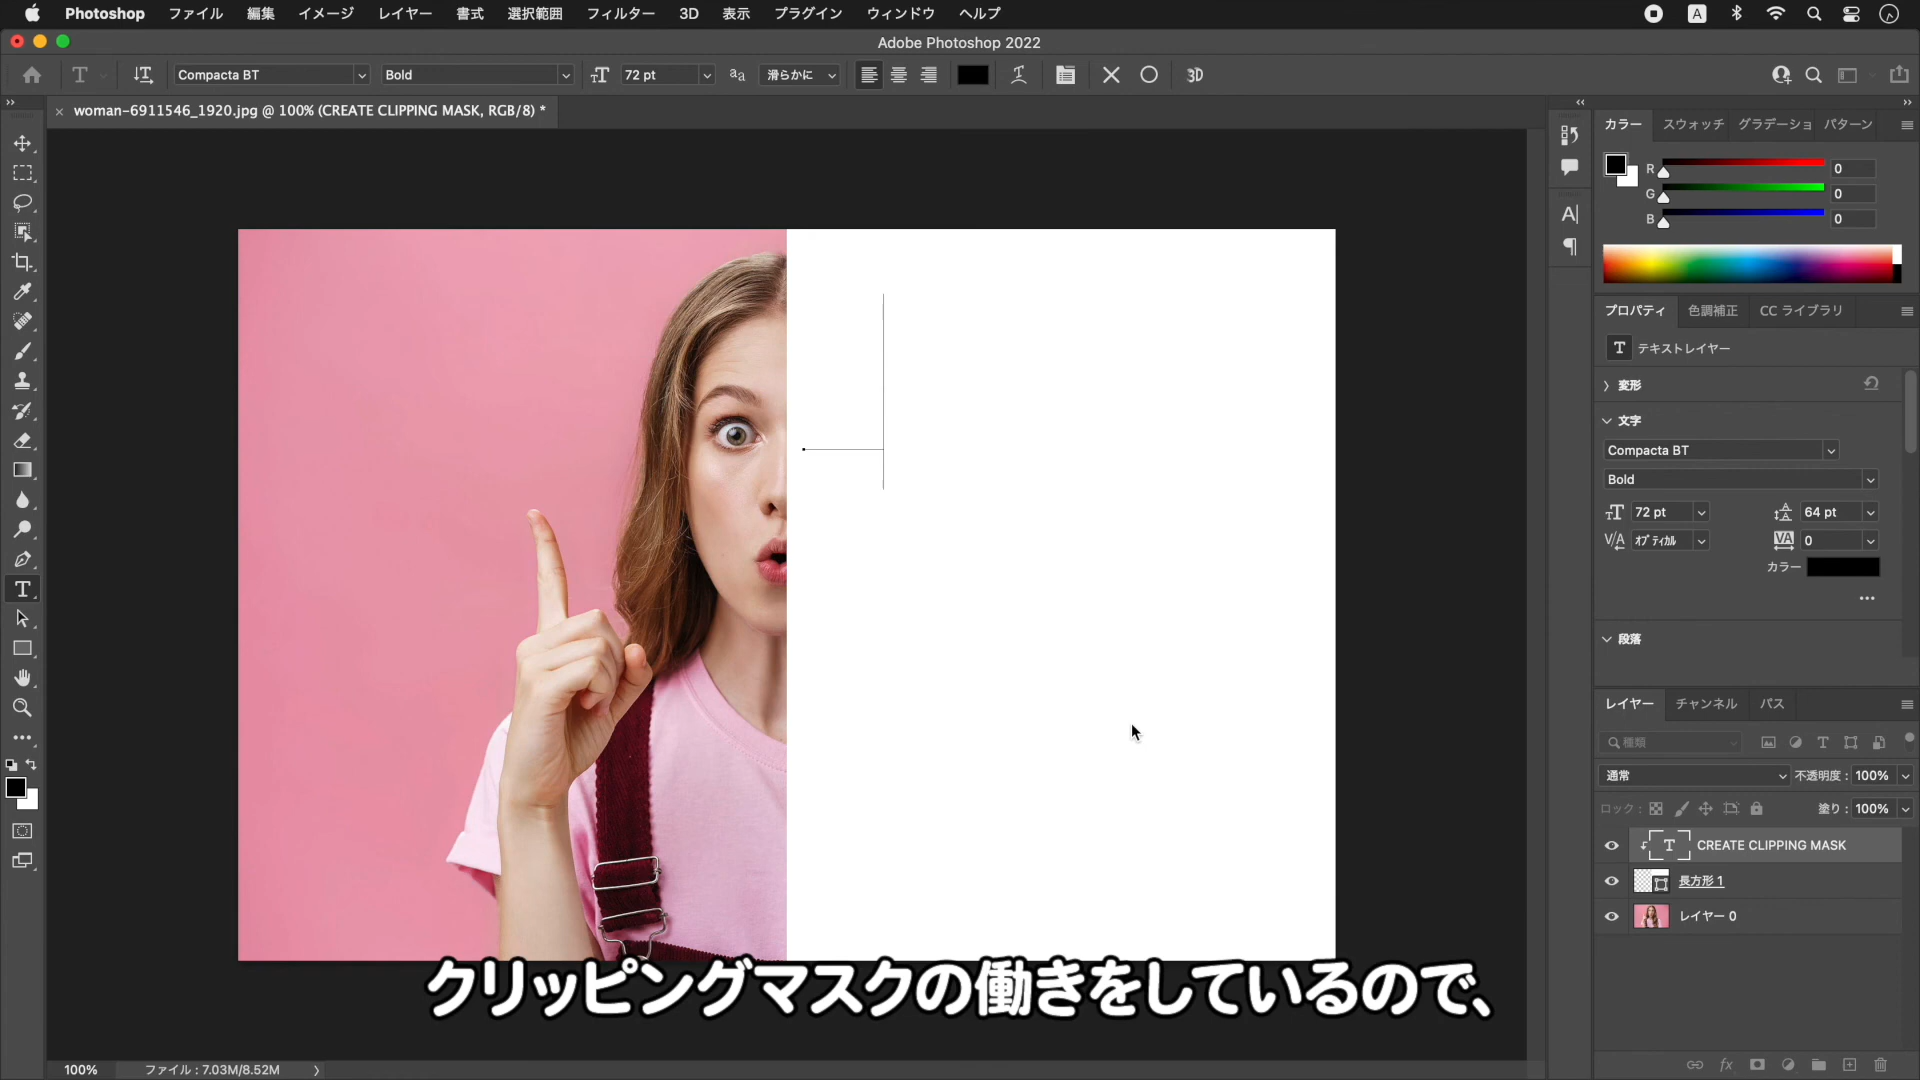 Photoshop ファイル 編集 イメージ レイヤー 書式 選択範囲 フィルター 3D 表示 プラグイン ウィンドウ ヘルプ A
Adobe Photoshop 2022
T Compacta BT Bold 72 pt 滑らかに 3D
woman-6911546_1920.jpg @ 100% (CREATE CLIPPING MASK, RGB/8) *
カラー スウォッチ グラデーショ パターン
R 0
G 0
B 0
プロパティ 色調補正 CC ライブラリ
T テキストレイヤー
変形
文字
Compacta BT
Bold
72 pt 64 pt
オプティカル 0
カラー
段落
レイヤー チャンネル パス
種類
通常 不透明度 : 100%
ロック : 塗り : 100%
T CREATE CLIPPING MASK
長方形 1
レイヤー 0
クリッピングマスクの働きをしているので、
100% ファイル : 7.03M/8.52M
fx